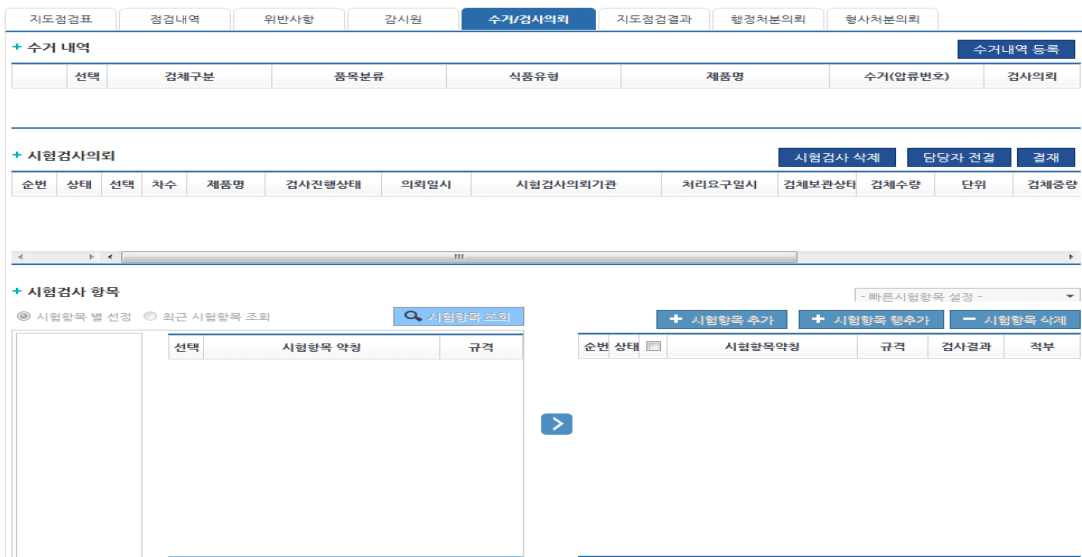 지도점검표 점검내역 위반사항 감시원 수거/검사의뢰 지도점검결과 행정처분의뢰 형사처분의뢰
+ 수거 내역 수거내역 등록
선택 검체구분 품목분류 식품유형 제품명 수거(압류번호) 검사의뢰
+ 시험검사의뢰 시험검사 삭제 담당자 전결 결재
순번 상태 선택 차수 제품명 검사진행상태 의뢰일시 시험검사의뢰기관 처리요구일시 검체보관상태 검체수량 단위 검체중량
+ 시험검사 항목 - 빠른시험항목 설정 -
시험항목 별 선정 최근 시험항목 조회 시험항목 조회 + 시험항목 추가 + 시험항목 행추가 - 시험항목 삭제
선택 시험항목 약칭 규격 순번 상태 시험항목약칭 규격 검사결과 적부